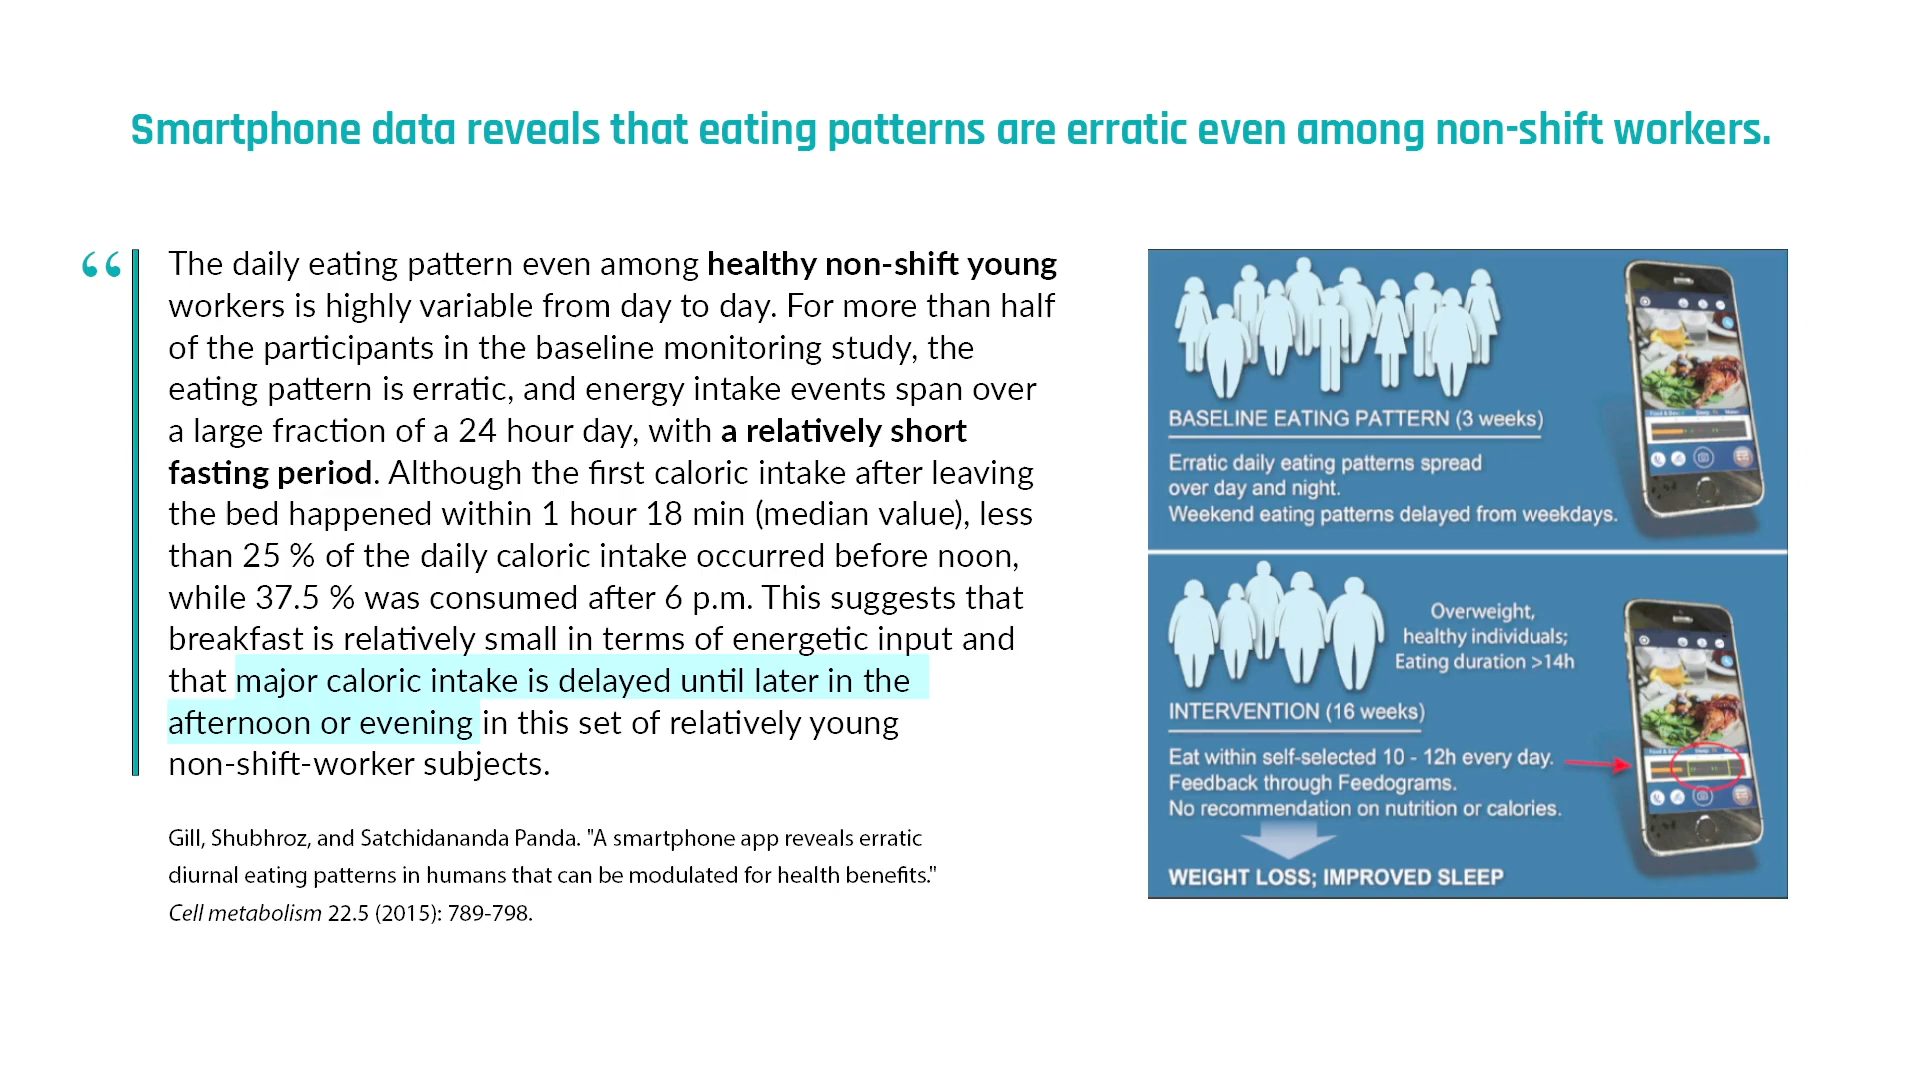 Smartphone data reveals that eating patterns are erratic even among non-shift workers.
“
The daily eating pattern even among healthy non-shift young
workers is highly variable from day to day. For more than half
of the participants in the baseline monitoring study, the
eating pattern is erratic, and energy intake events span over
a large fraction of a 24 hour day, with a relatively short
fasting period. Although the first caloric intake after leaving
the bed happened within 1 hour 18 min (median value), less
than 25 % of the daily caloric intake occurred before noon,
while 37.5 % was consumed after 6 p.m. This suggests that
breakfast is relatively small in terms of energetic input and
that major caloric intake is delayed until later in the
afternoon or evening in this set of relatively young
non-shift-worker subjects.
Gill, Shubhroz, and Satchidananda Panda. "A smartphone app reveals erratic
diurnal eating patterns in humans that can be modulated for health benefits."
Cell metabolism 22.5 (2015): 789-798.
BASELINE EATING PATTERN (3 weeks)
Erratic daily eating patterns spread
over day and night.
Weekend eating patterns delayed from weekdays.
Overweight,
healthy individuals;
Eating duration >14h
INTERVENTION (16 weeks)
Eat within self-selected 10 - 12h every day.
Feedback through Feedograms.
No recommendation on nutrition or calories.
WEIGHT LOSS; IMPROVED SLEEP